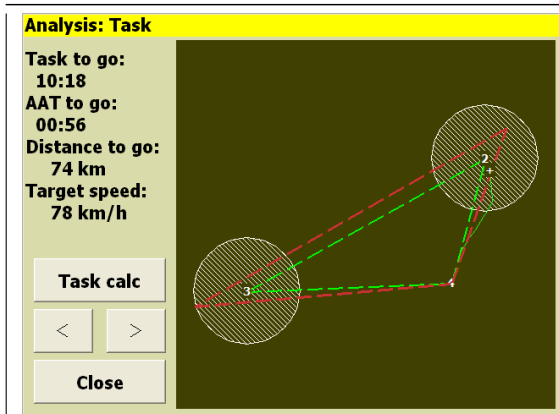 Analysis: Task
Task to go:
10:18
AAT to go:
00:56
Distance to go:
74 km
Target speed:
78 km/h
Task calc
< >
Close
2
+
3
4